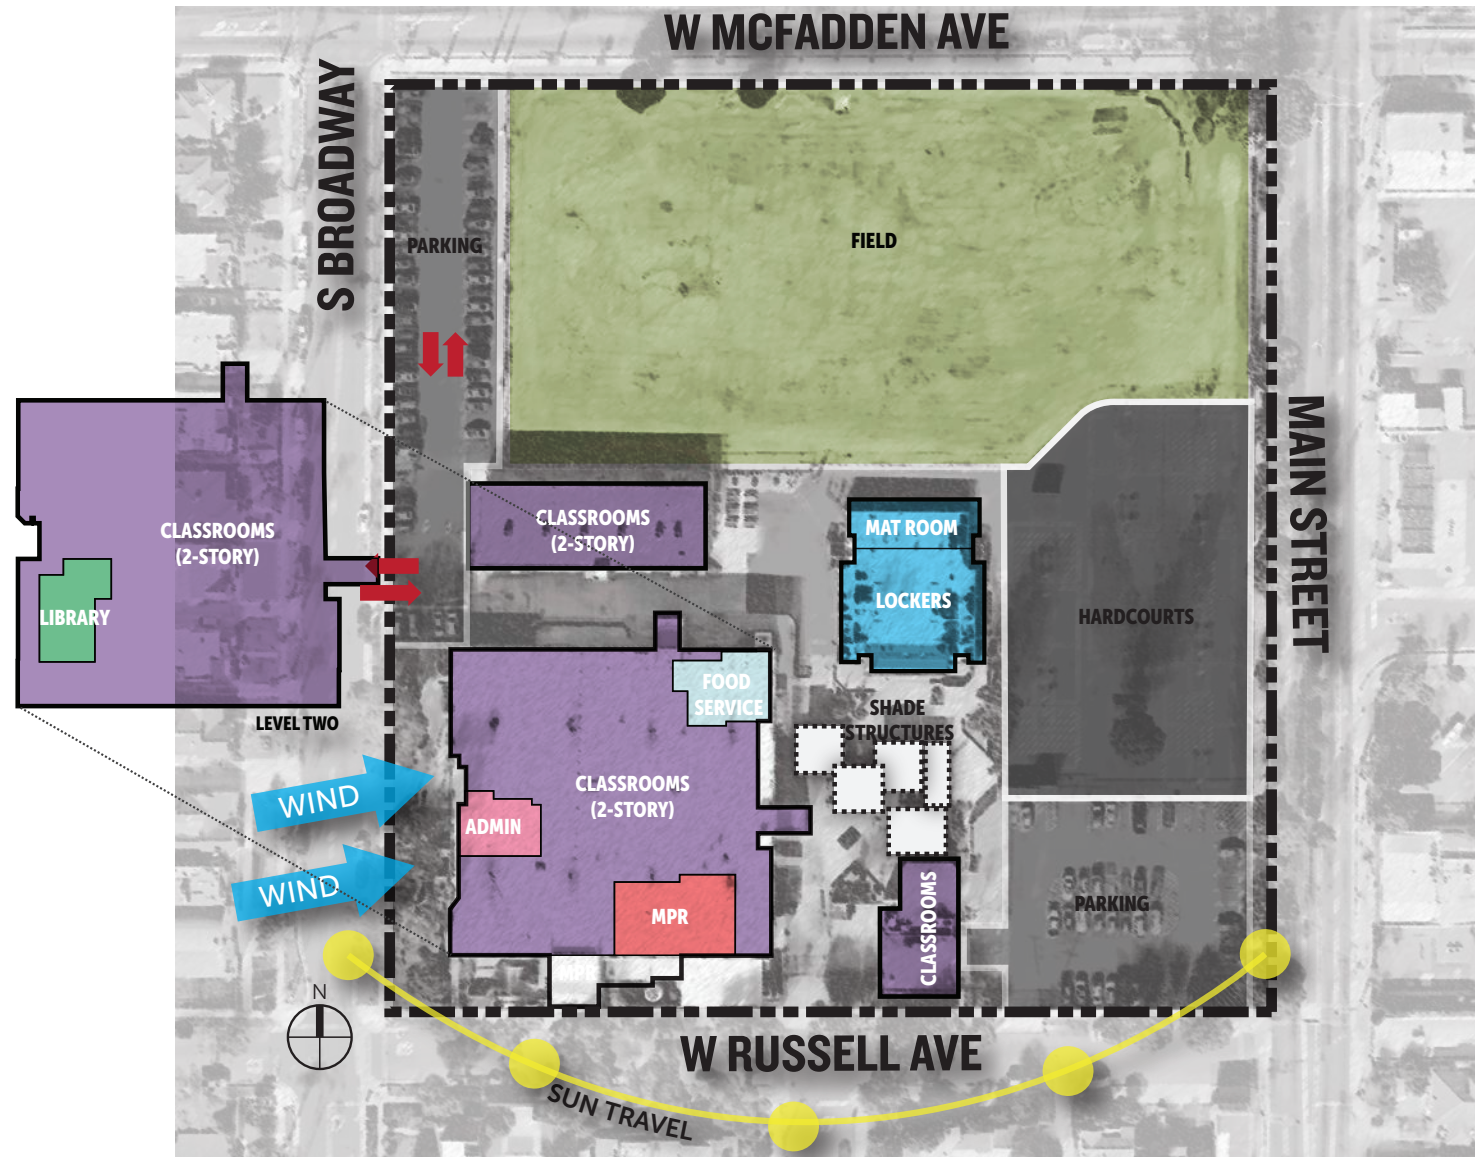 W MCFADDEN AVE
S BROADWAY
PARKING
FIELD
MAIN STREET
CLASSROOMS
(2-STORY)
LIBRARY
LEVEL TWO
CLASSROOMS
(2-STORY)
MAT ROOM
LOCKERS
HARDCOURTS
FOOD
SERVICE
SHADE
STRUCTURES
CLASSROOMS
(2-STORY)
ADMIN
WIND
WIND
MPR
MPR
CLASSROOMS
PARKING
N
W RUSSELL AVE
SUN TRAVEL